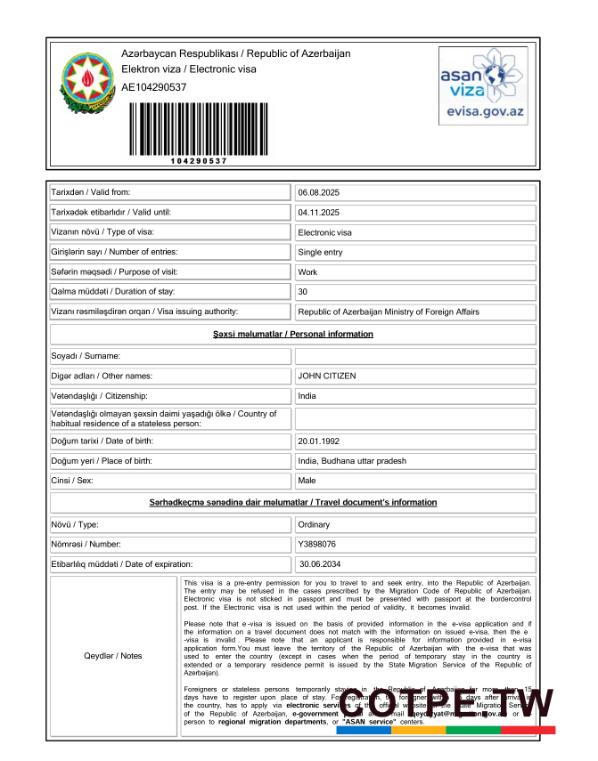 Azərbaycan Respublikası / Republic of Azerbaijan
Elektron viza / Electronic visa
AE104290537
104290537
asan
viza
evisa.gov.az
Tarixdən / Valid from: 06.08.2025
Tarixədək etibarlıdır / Valid until: 04.11.2025
Vizanın növü / Type of visa: Electronic visa
Girişlərin sayı / Number of entries: Single entry
Səfərin məqsədi / Purpose of visit: Work
Qalma müddəti / Duration of stay: 30
Vizanı rəsmiləşdirən orqan / Visa issuing authority: Republic of Azerbaijan Ministry of Foreign Affairs
Şəxsi məlumatlar / Personal information
Soyadı / Surname:
Digər adları / Other names: JOHN CITIZEN
Vətəndaşlığı / Citizenship: India
Vətəndaşlığı olmayan şəxsin daimi yaşadığı ölkə / Country of
habitual residence of a stateless person:
Doğum tarixi / Date of birth: 20.01.1992
Doğum yeri / Place of birth: India, Budhana uttar pradesh
Cinsi / Sex: Male
Sərhədkeçmə sənədinə dair məlumatlar / Travel document's information
Növü / Type: Ordinary
Nömrəsi / Number: Y3898076
Etibarlılıq müddəti / Date of expiration: 30.06.2034
Qeydlər / Notes
This visa is a pre-entry permission for you to travel to and seek entry, into the Republic of Azerbaijan.
The entry may be refused in the cases prescribed by the Migration Code of Republic of Azerbaijan.
Electronic visa is not sticked in passport and must be presented with passport at the bordercontrol
post. If the Electronic visa is not used within the period of validity, it becomes invalid.
Please note that e-visa is issued on the basis of provided information in the e-visa application and if
the information on a travel document does not match with the information on issued e-visa, then the e
-visa is invalid . Please note that an applicant is responsible for information provided in e-visa
application form.You must leave the territory of the Republic of Azerbaijan with the e-visa that was
used to enter the country (except in cases when the period of temporary stay in the country is
extended or a temporary residence permit is issued by the State Migration Service of the Republic of
Azerbaijan).
Foreigners or stateless persons temporarily staying in the Republic of Azerbaijan for more than 15
days have to register upon place of stay. For registration, the foreigner within 15 days after arrival
the country, has to apply via electronic services of the official website of the State Migration Service
of the Republic of Azerbaijan, e-government
person to regional migration departments, or "ASAN service" centers.
COTPE.TW